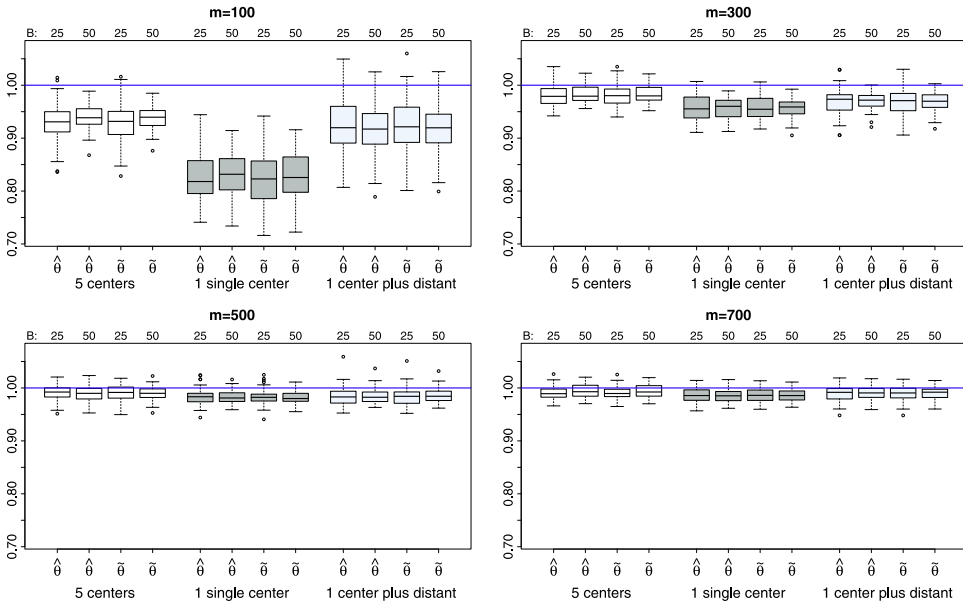 m=100
B: 25 50 25 50 25 50 25 50 25 50 25 50
1.00
0.90
0.80
0.70
θ̂ θ̂ θ̃ θ̃ θ̂ θ̂ θ̃ θ̃ θ̂ θ̂ θ̃ θ̃
5 centers 1 single center 1 center plus distant
m=300
B: 25 50 25 50 25 50 25 50 25 50 25 50
1.00
0.90
0.80
0.70
θ̂ θ̂ θ̃ θ̃ θ̂ θ̂ θ̃ θ̃ θ̂ θ̂ θ̃ θ̃
5 centers 1 single center 1 center plus distant
m=500
B: 25 50 25 50 25 50 25 50 25 50 25 50
1.00
0.90
0.80
0.70
θ̂ θ̂ θ̃ θ̃ θ̂ θ̂ θ̃ θ̃ θ̂ θ̂ θ̃ θ̃
5 centers 1 single center 1 center plus distant
m=700
B: 25 50 25 50 25 50 25 50 25 50 25 50
1.00
0.90
0.80
0.70
θ̂ θ̂ θ̃ θ̃ θ̂ θ̂ θ̃ θ̃ θ̂ θ̂ θ̃ θ̃
5 centers 1 single center 1 center plus distant